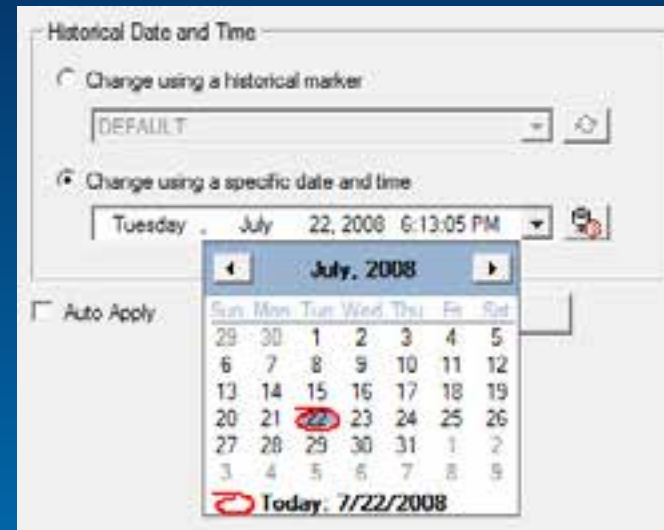 Historical Date and Time
Change using a historical marker
DEFAULT
Change using a specific date and time
Tuesday , July 22, 2008 6:13:05 PM
July, 2008
Auto Apply
Sun Mon Tue Wed Thu Fri Sat
29 30 1 2 3 4 5
6 7 8 9 10 11 12
13 14 15 16 17 18 19
20 21 22 23 24 25 26
27 28 29 30 31 1 2
3 4 5 6 7 8 9
Today: 7/22/2008